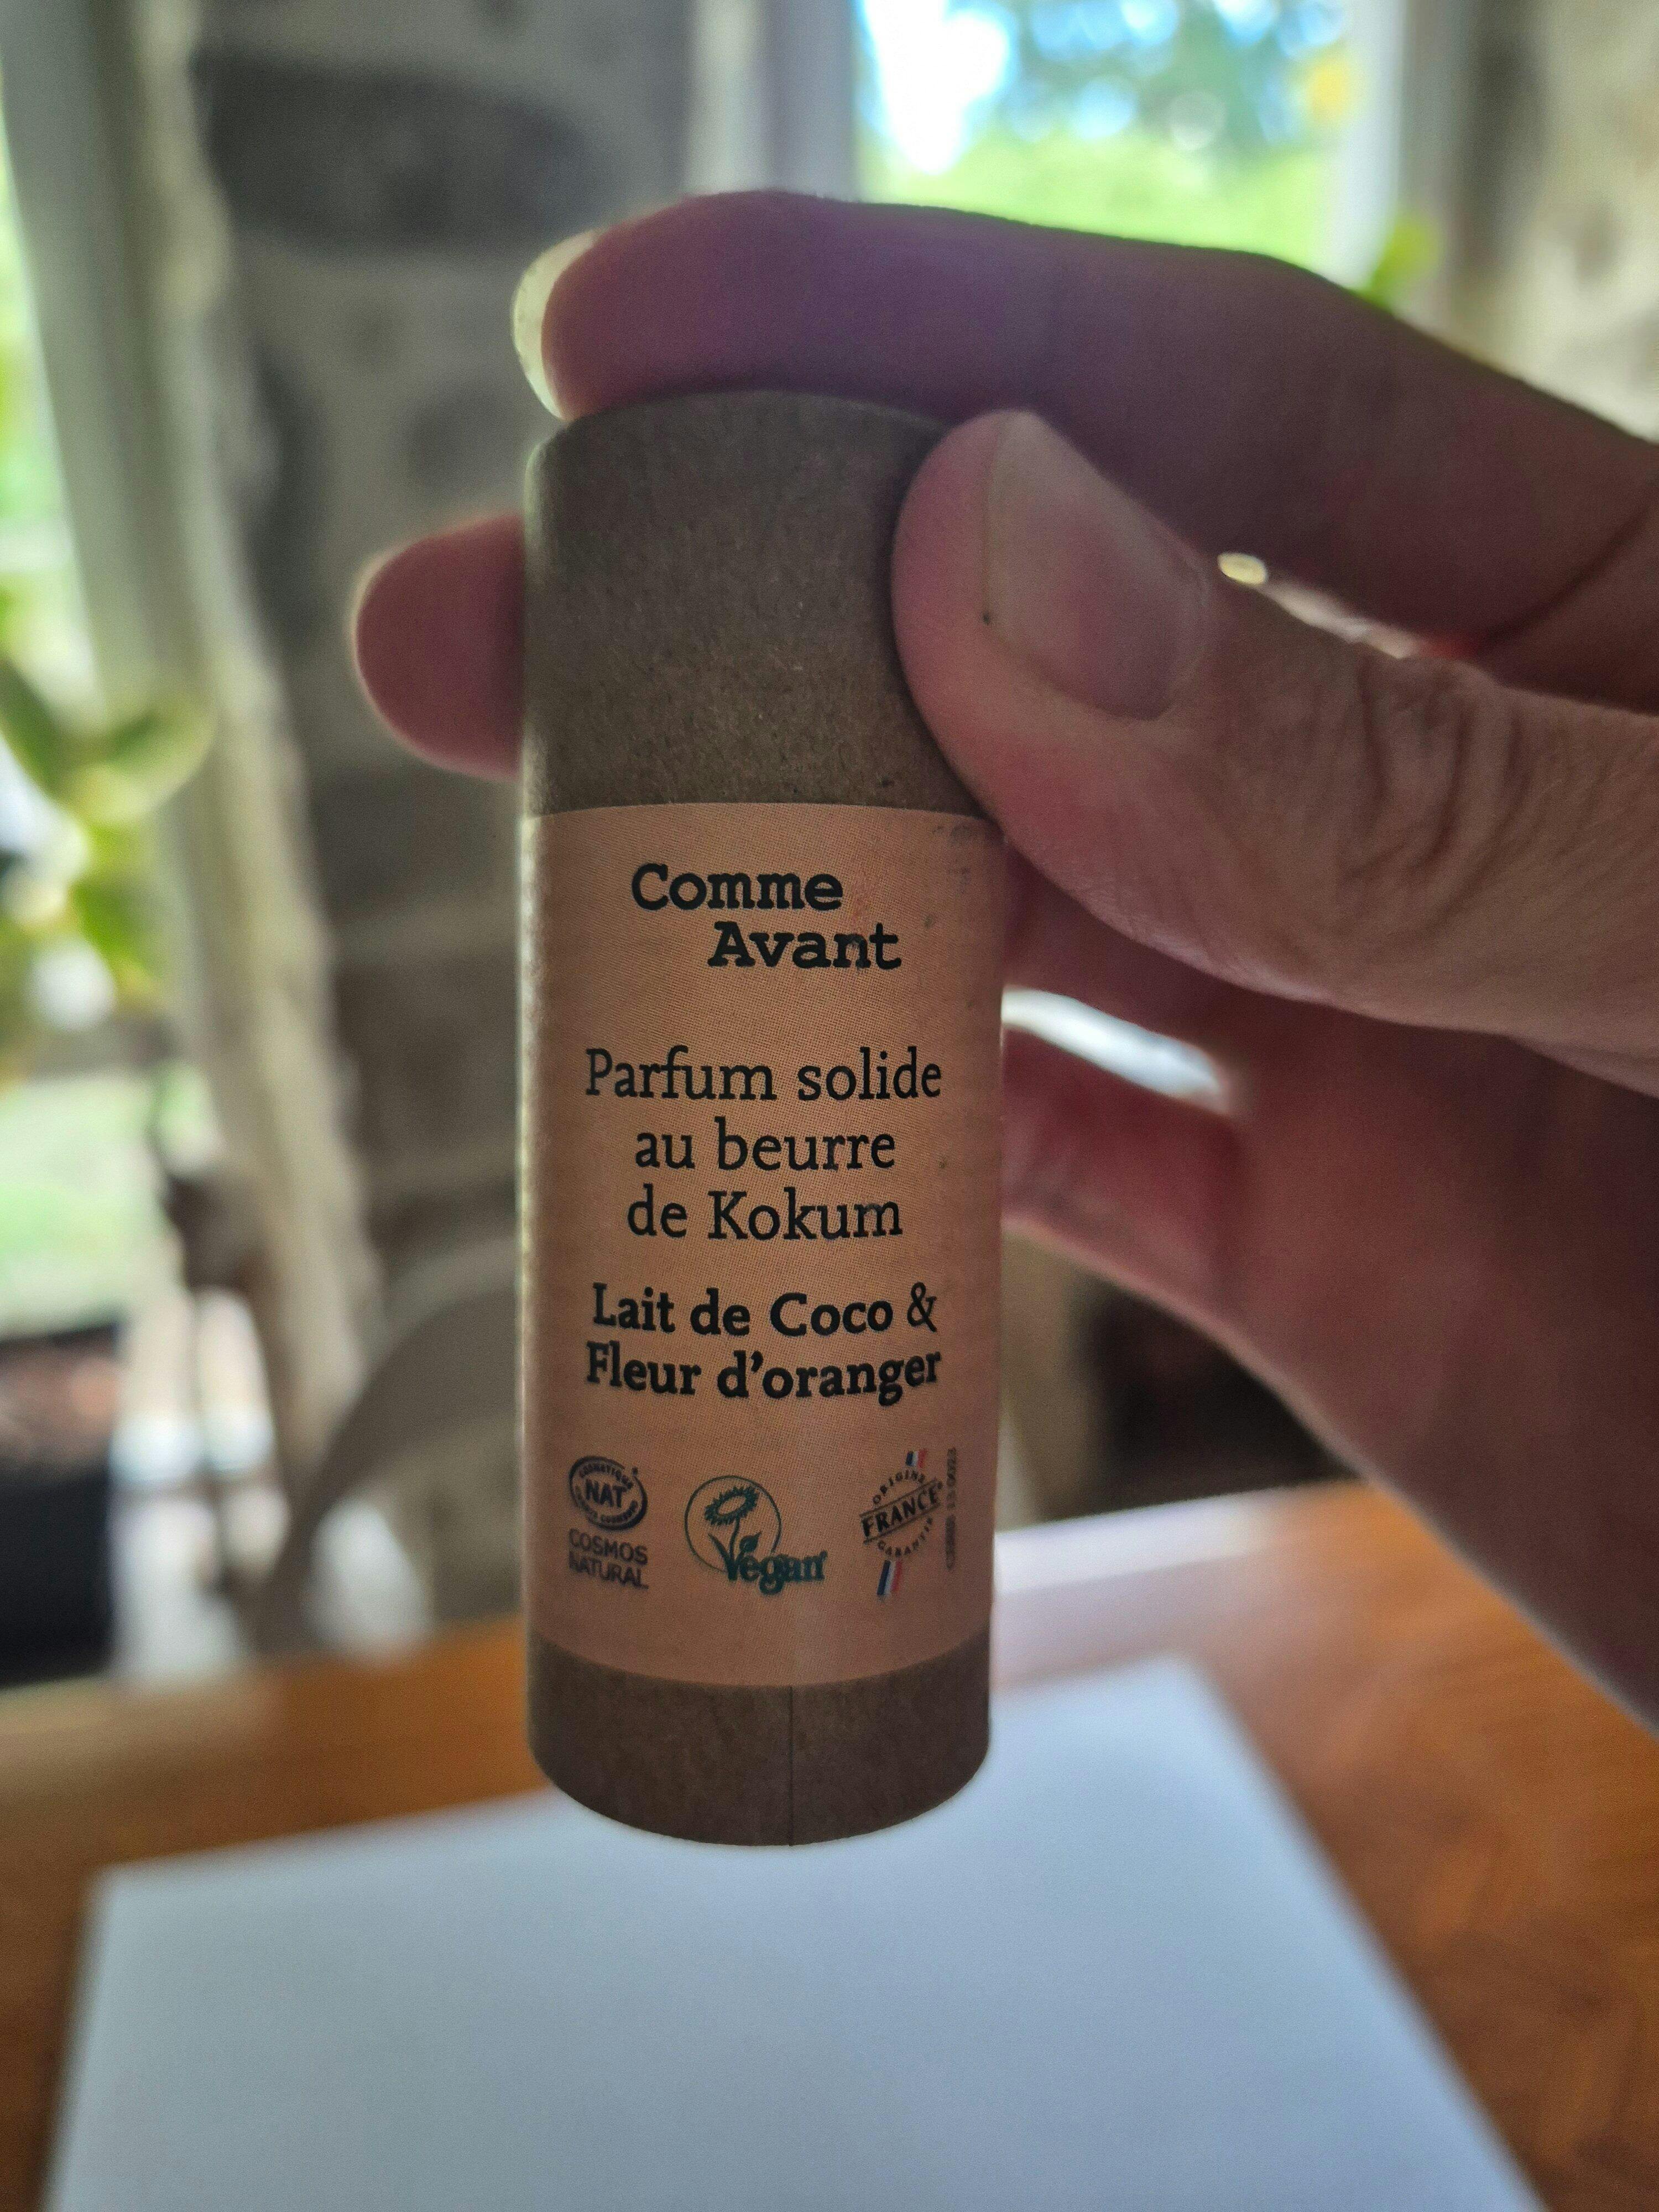 Comme
Avant
Parfum solide
au beurre
de Kokum
Lait de Coco &
Fleur d'oranger
COSMÉTIQUE
NAT
COSMOS
NATURAL
Vegan
ORIGINE
FRANCE
GARANTIE